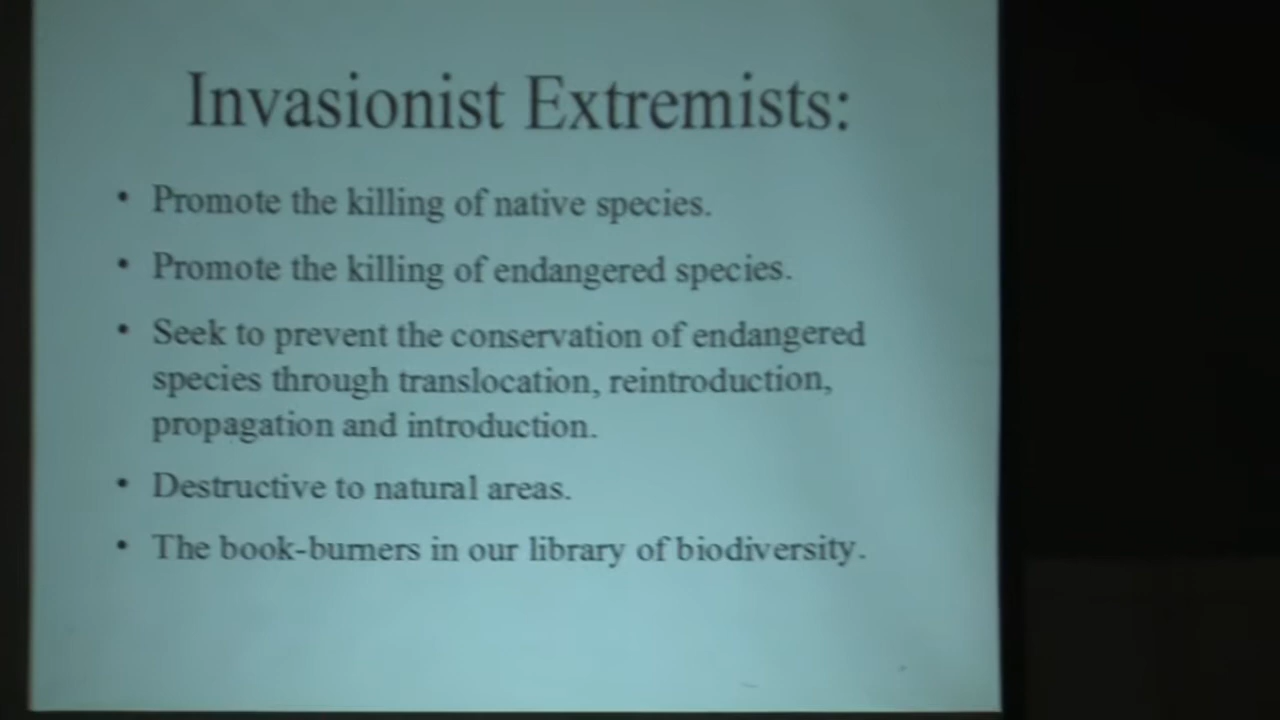 Invasionist Extremists:
• Promote the killing of native species.
• Promote the killing of endangered species.
• Seek to prevent the conservation of endangered
species through translocation, reintroduction,
propagation and introduction.
• Destructive to natural areas.
• The book-burners in our library of biodiversity.